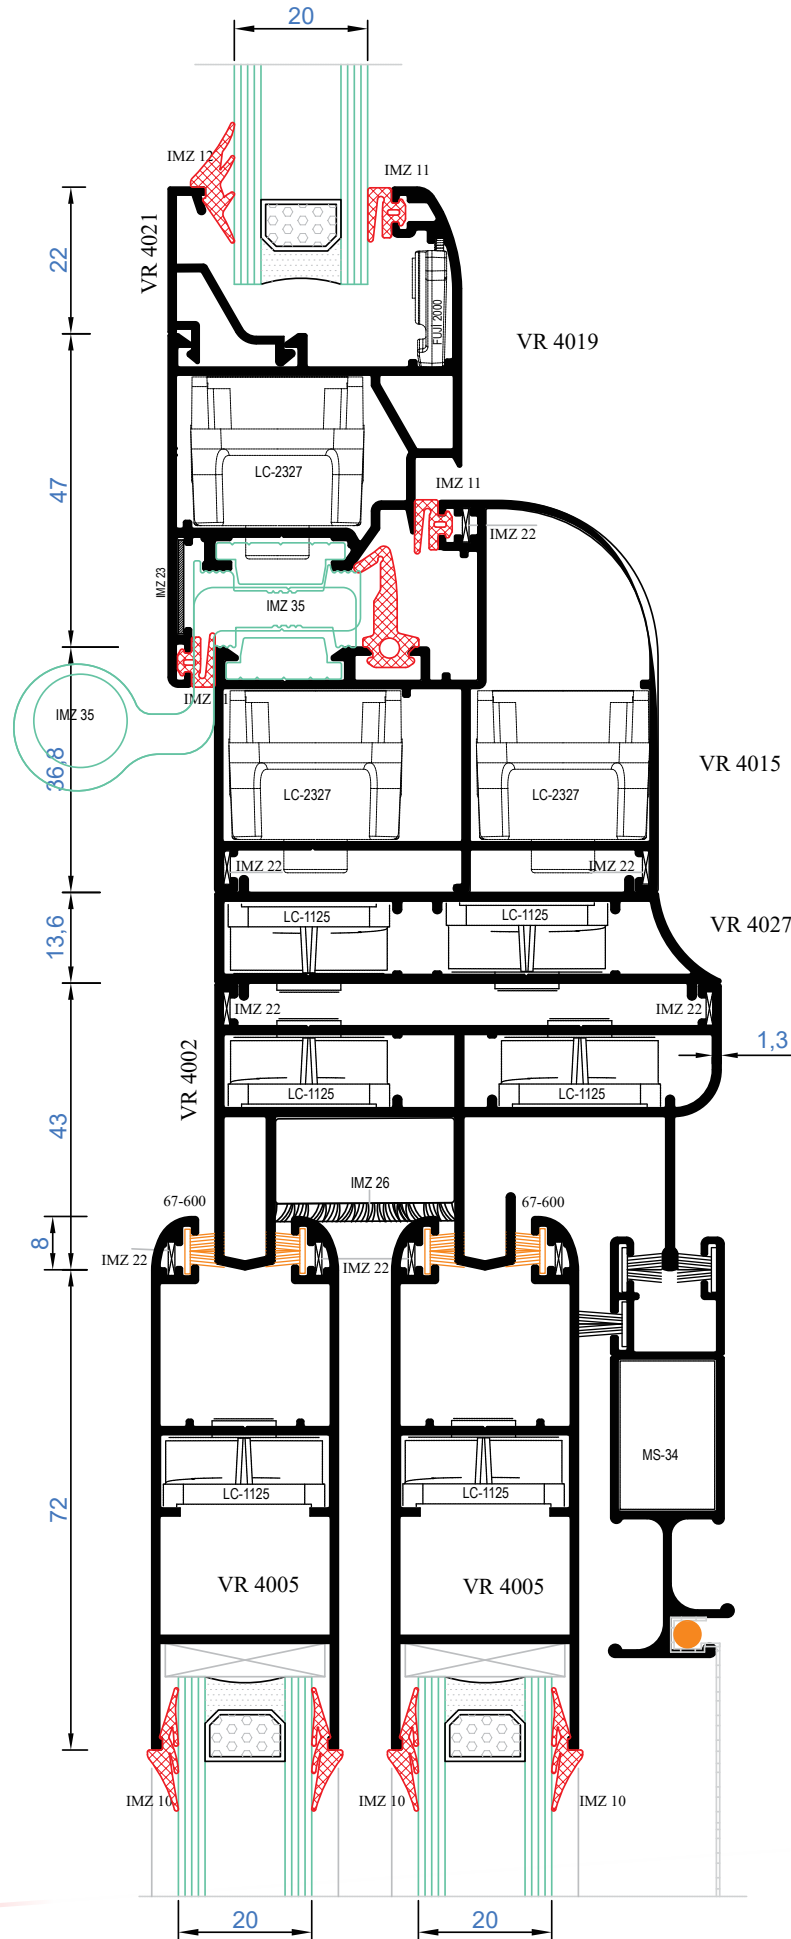 20
IMZ 12
IMZ 11
VR 4021
22
FUJI 2000
VR 4019
47
LC-2327
IMZ 11
IMZ 22
IMZ 23
IMZ 35
IMZ 35
36,8
VR 4015
LC-2327
LC-2327
IMZ 22
IMZ 22
13,6
LC-1125
LC-1125
VR 4027
IMZ 22
IMZ 22
1,3
VR 4002
43
LC-1125
LC-1125
IMZ 26
67-600
67-600
8
IMZ 22
IMZ 22
MS-34
LC-1125
LC-1125
72
VR 4005
VR 4005
IMZ 10
IMZ 10
IMZ 10
20
20